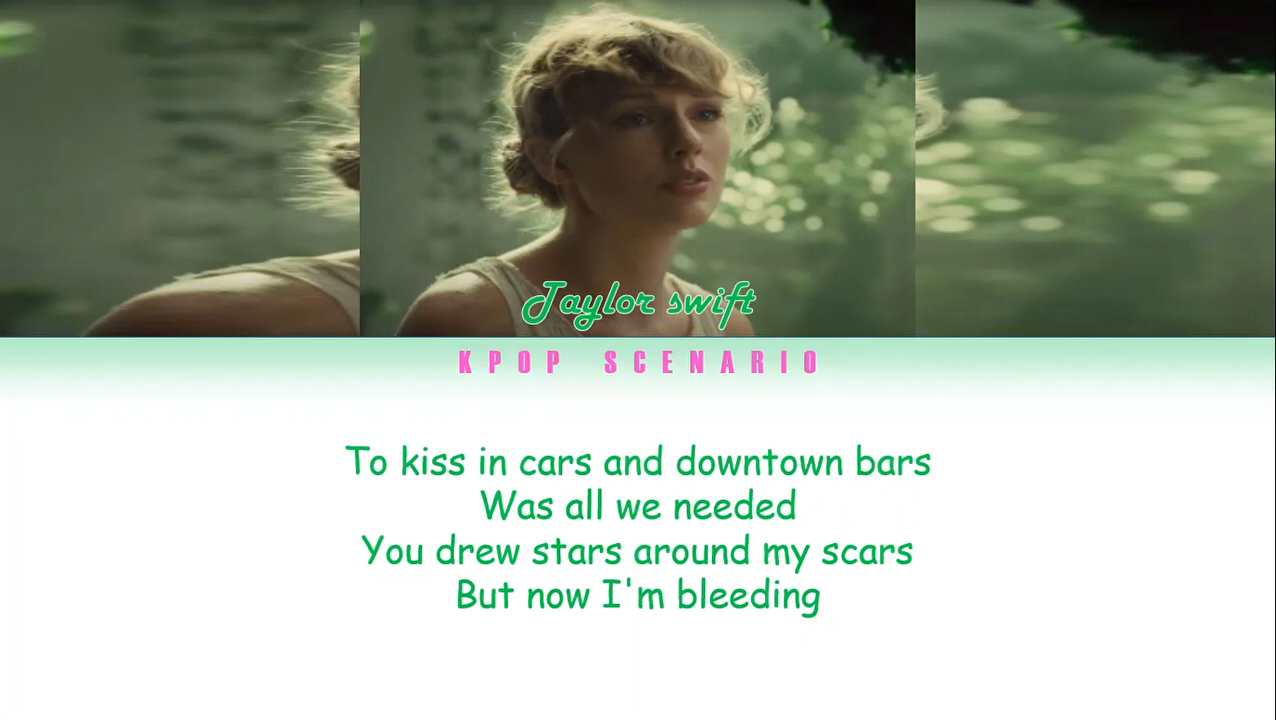 Taylor swift
KPOP SCENARIO
To kiss in cars and downtown bars
Was all we needed
You drew stars around my scars
But now I'm bleeding